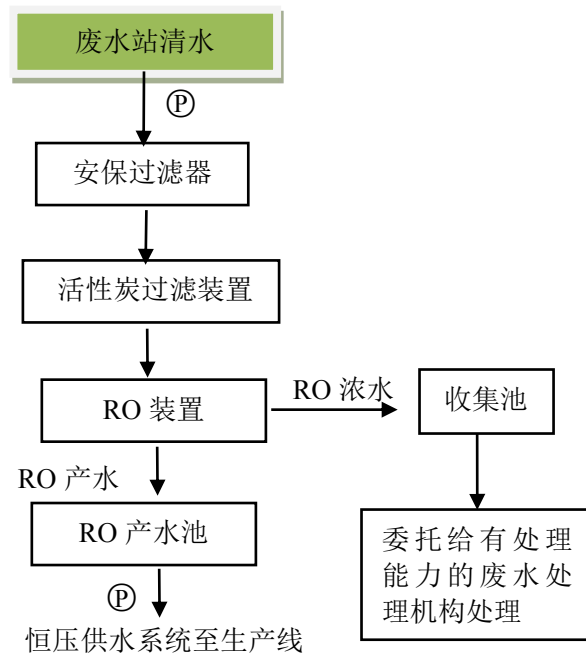 废水站清水
Ⓟ
安保过滤器
活性炭过滤装置
RO 装置
RO 浓水
收集池
RO 产水
RO 产水池
委托给有处理
能力的废水处
理机构处理
Ⓟ
恒压供水系统至生产线